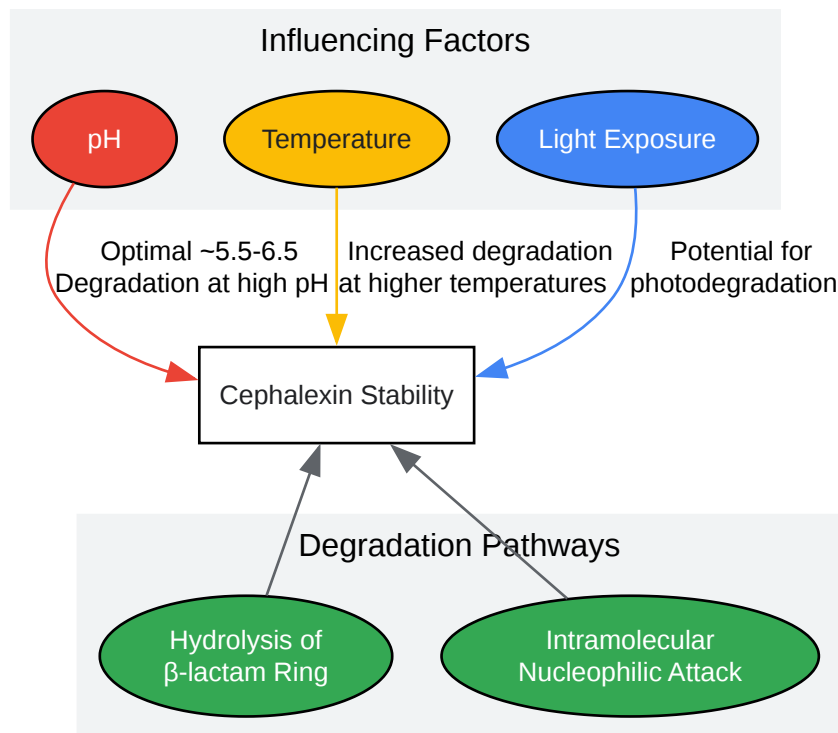 Influencing Factors
pH
Temperature
Light Exposure
Optimal ~5.5-6.5
Degradation at high pH
Increased degradation
at higher temperatures
Potential for
photodegradation
Cephalexin Stability
Degradation Pathways
Hydrolysis of
β-lactam Ring
Intramolecular
Nucleophilic Attack